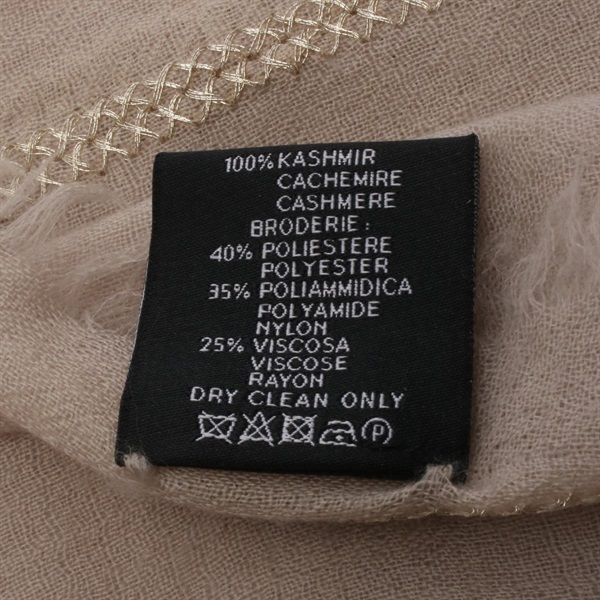 100% KASHMIR
CACHEMIRE
CASHMERE
BRODERIE :
40% POLIESTERE
POLYESTER
35% POLIAMMIDICA
POLYAMIDE
NYLON
25% VISCOSA
VISCOSE
RAYON
DRY CLEAN ONLY
P